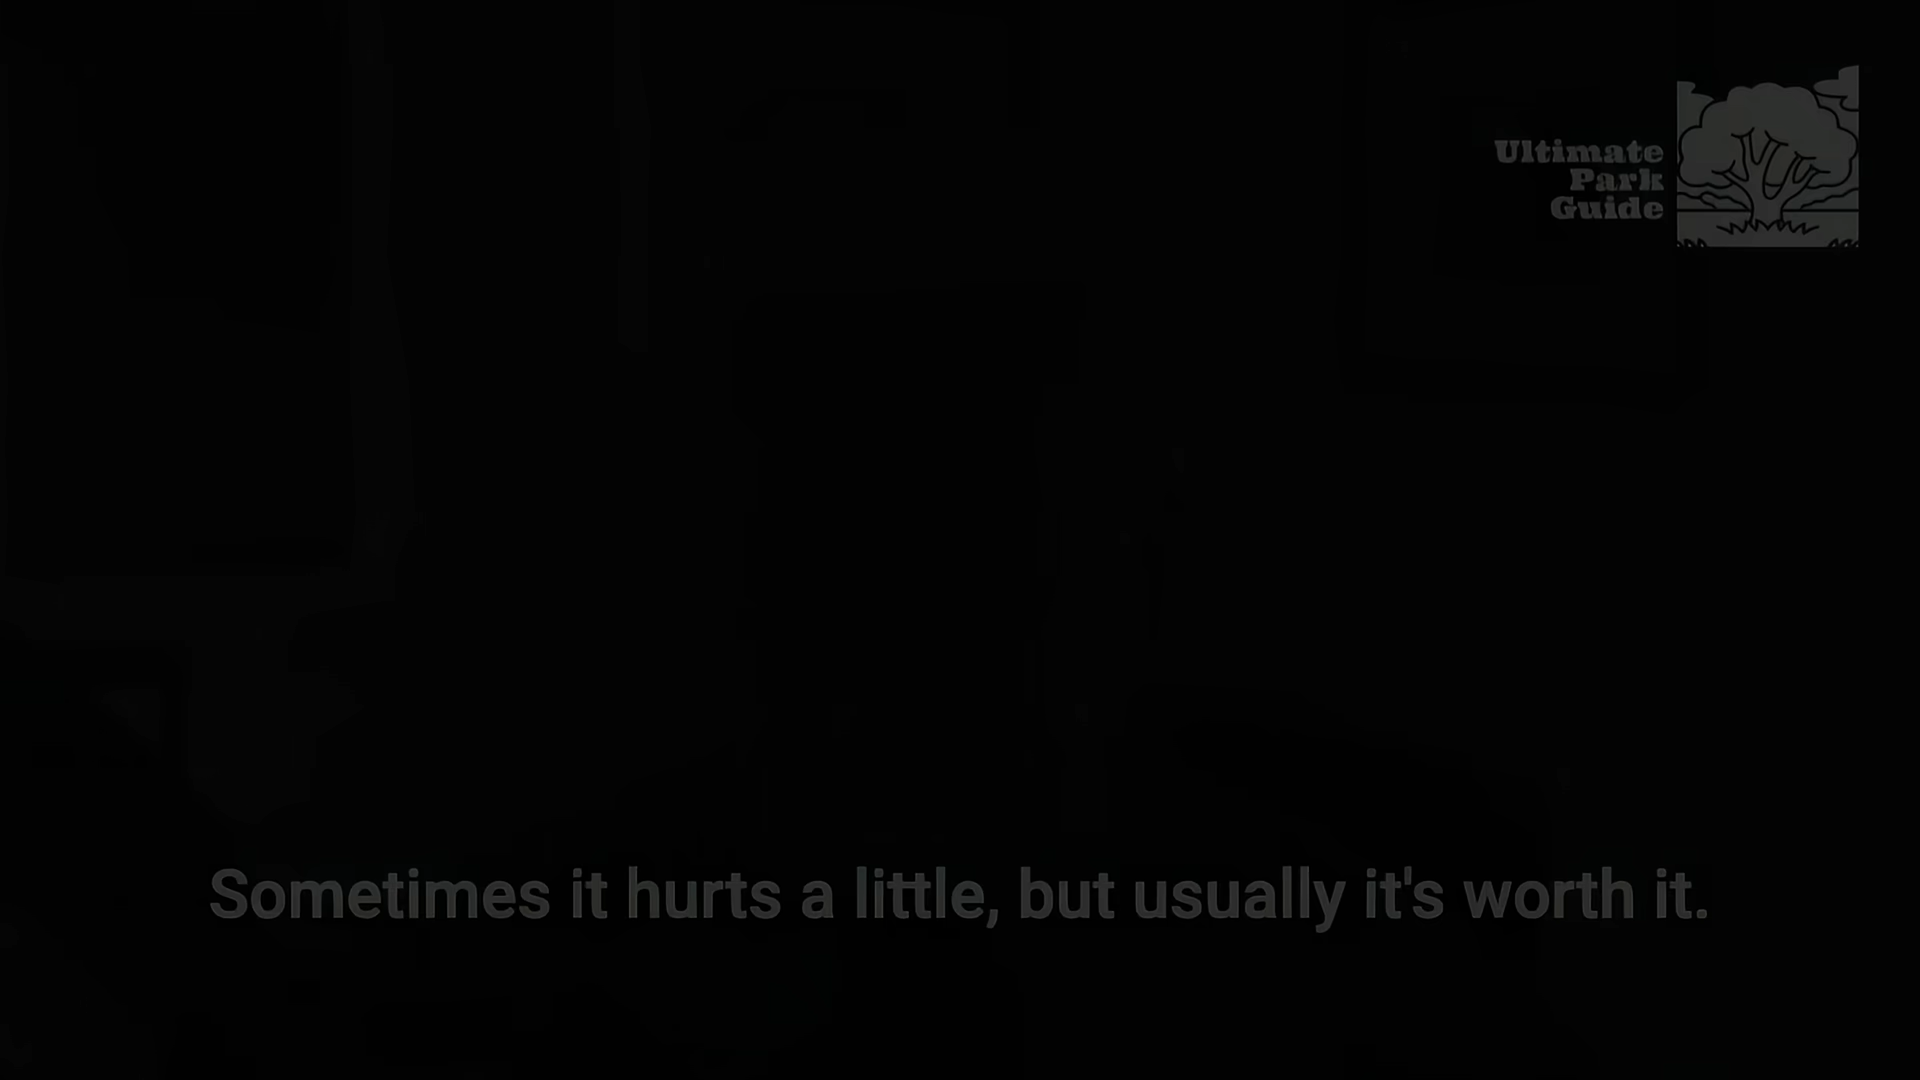 Ultimate
Park
Guide
Sometimes it hurts a little, but usually it's worth it.